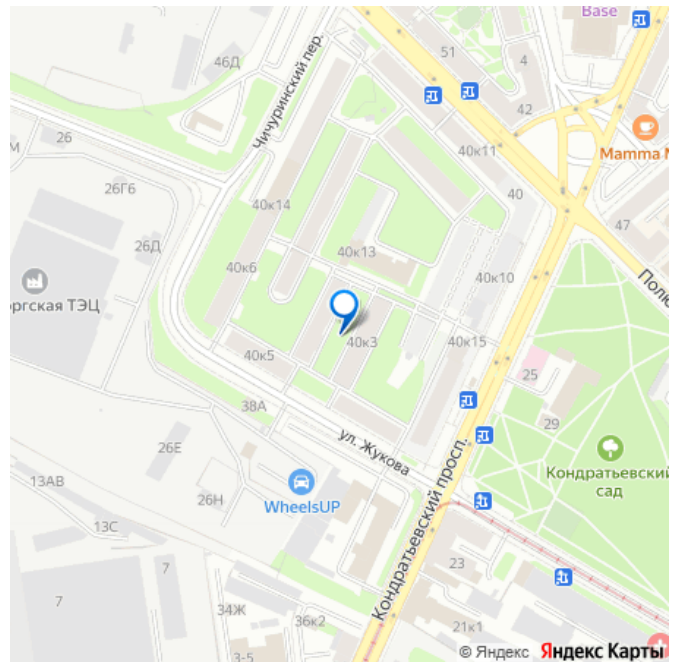 Base
51
4
46Д
42
Чичуринский пер.
26
М
40к11
Mamma M
26Г6
40
40к14
47
26Д
40к13
40к6
40к10
Полю
оргская ТЭЦ
40к3
40к15
40к5
25
38А
29
ул. Жукова
26Е
Кондратьевский
сад
13АВ
26Н
WheelsUP
13С
Кондратьевский просп.
23
7
7
34Ж
36к2
21к1
3-5
© Яндекс Яндекс Карты